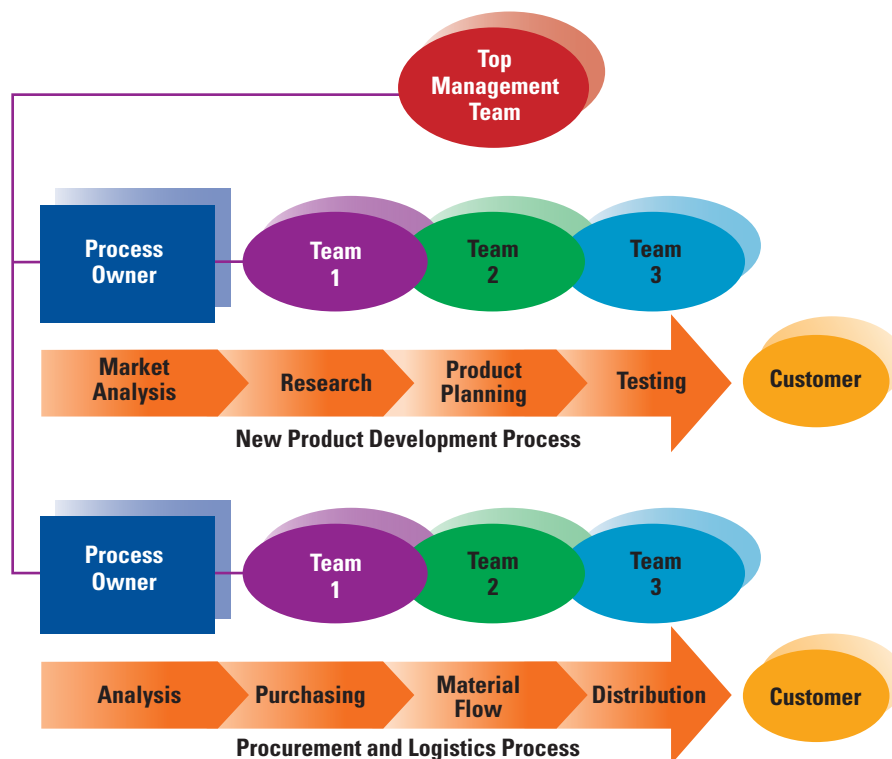 Top
Management
Team
Process
Owner
Team
1
Team
2
Team
3
Market
Analysis
Research
Product
Planning
Testing
Customer
New Product Development Process
Process
Owner
Team
1
Team
2
Team
3
Analysis
Purchasing
Material
Flow
Distribution
Customer
Procurement and Logistics Process